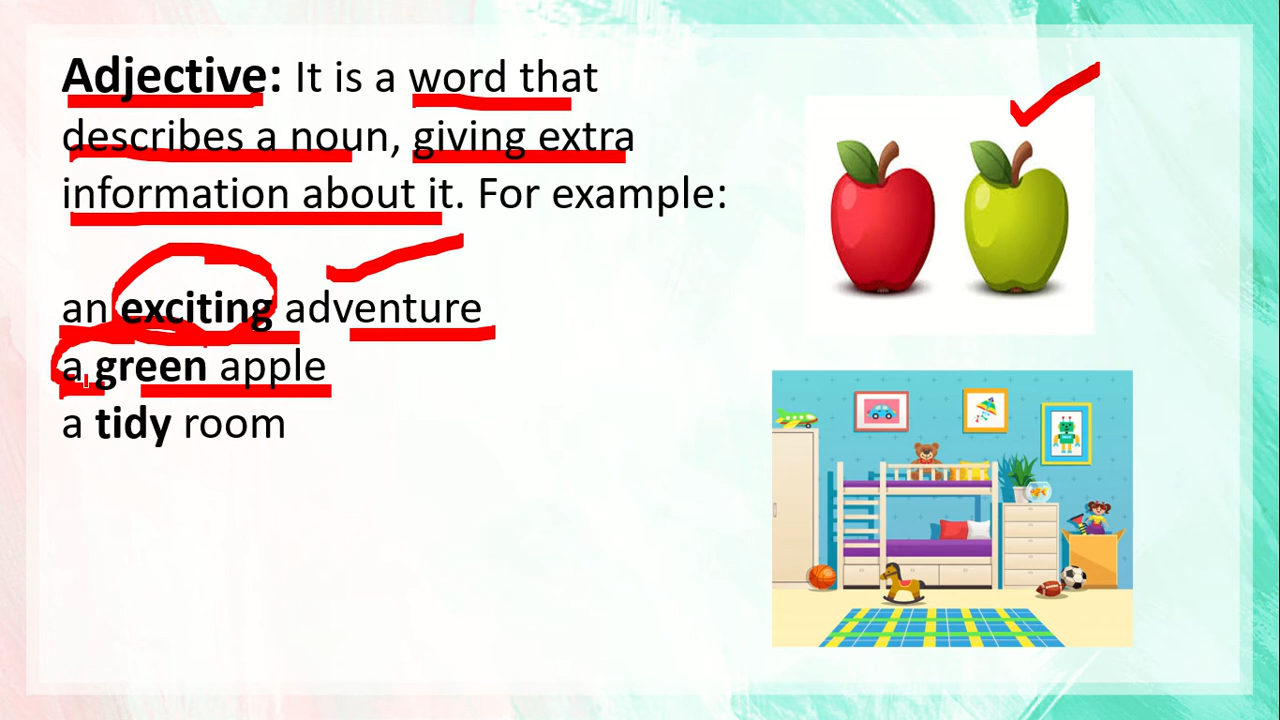 Adjective: It is a word that
describes a noun, giving extra
information about it. For example:
an exciting adventure
a green apple
a tidy room